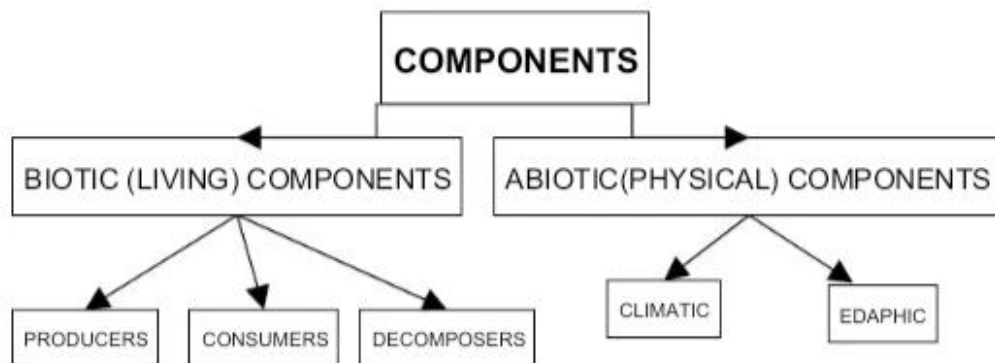 COMPONENTS
BIOTIC (LIVING) COMPONENTS
ABIOTIC(PHYSICAL) COMPONENTS
PRODUCERS
CONSUMERS
DECOMPOSERS
CLIMATIC
EDAPHIC